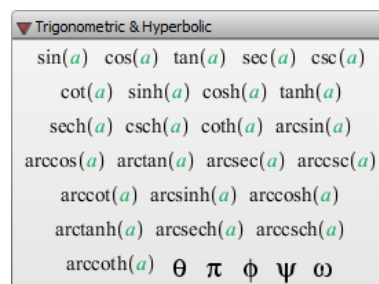 Trigonometric & Hyperbolic
sin(a) cos(a) tan(a) sec(a) csc(a)
cot(a) sinh(a) cosh(a) tanh(a)
sech(a) csch(a) coth(a) arcsin(a)
arccos(a) arctan(a) arcsec(a) arccsc(a)
arccot(a) arcsinh(a) arccosh(a)
arctanh(a) arcsech(a) arccsch(a)
arccoth(a) θ π ϕ ψ ω